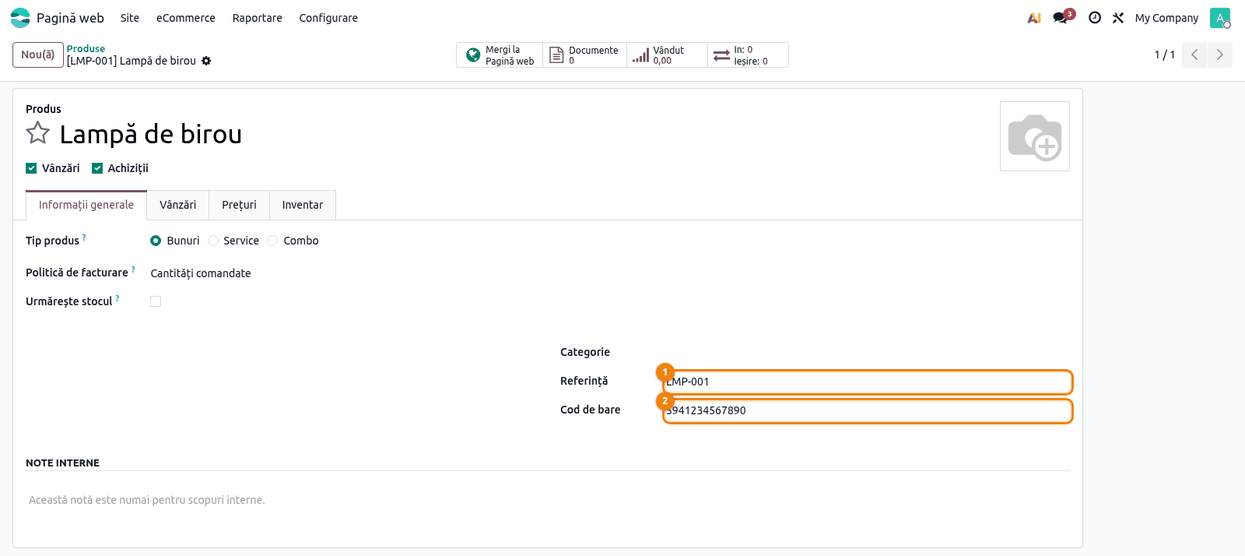 Pagină web Site eCommerce Raportare Configurare 3 My Company A
Nou(ă) Produse
[LMP-001] Lampă de birou
Mergi la Pagină web
Documente 0
Vândut 0,00
In: 0
Ieșire: 0
1 / 1
Produs
Lampă de birou
Vânzări Achiziții
Informații generale Vânzări Prețuri Inventar
Tip produs ? Bunuri Service Combo
Politică de facturare ? Cantități comandate
Urmărește stocul ?
Categorie
1
Referință LMP-001
2
Cod de bare 5941234567890
NOTE INTERNE
Această notă este numai pentru scopuri interne.